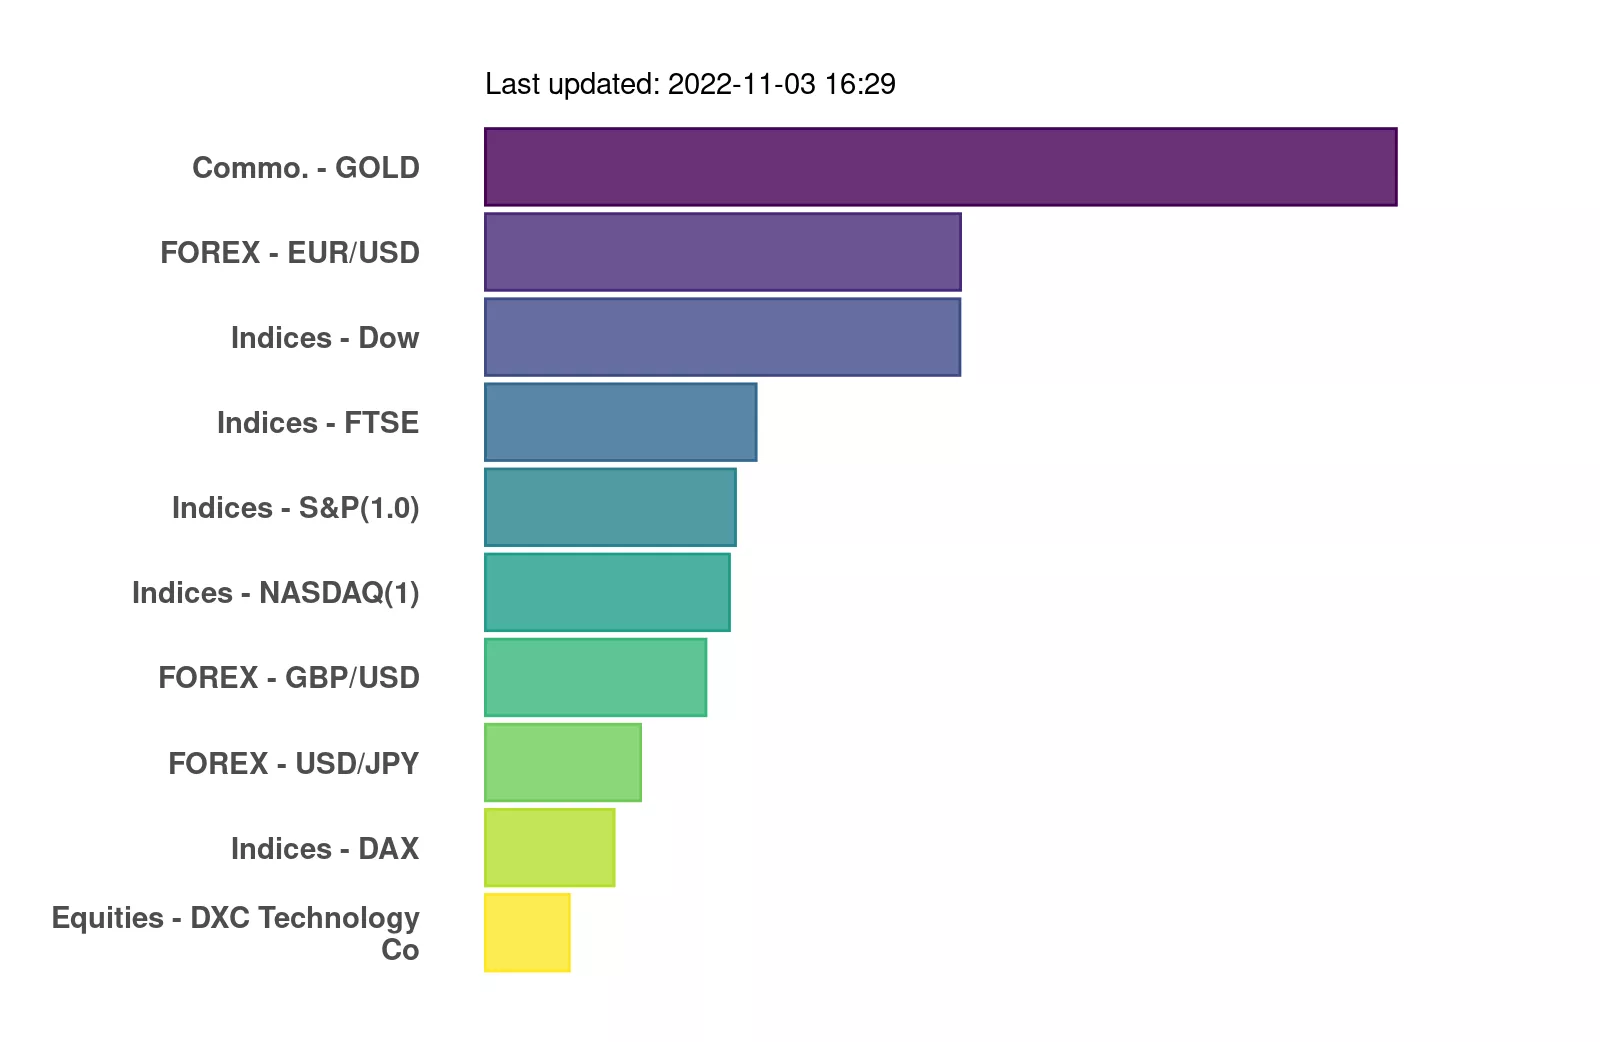 Last updated: 2022-11-03 16:29
Commo. - GOLD
FOREX - EUR/USD
Indices - Dow
Indices - FTSE
Indices - S&P(1.0)
Indices - NASDAQ(1)
FOREX - GBP/USD
FOREX - USD/JPY
Indices - DAX
Equities - DXC Technology
Co